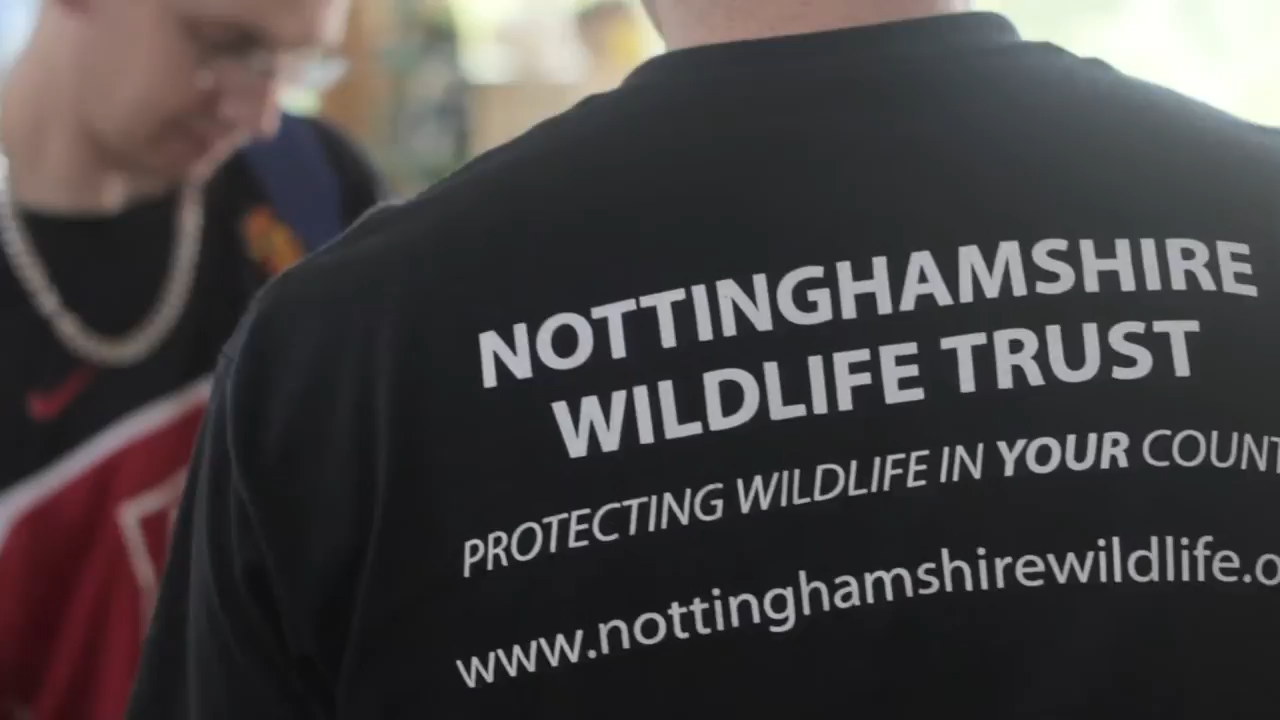 NOTTINGHAMSHIRE
WILDLIFE TRUST
PROTECTING WILDLIFE IN YOUR COUNT
www.nottinghamshirewildlife.o